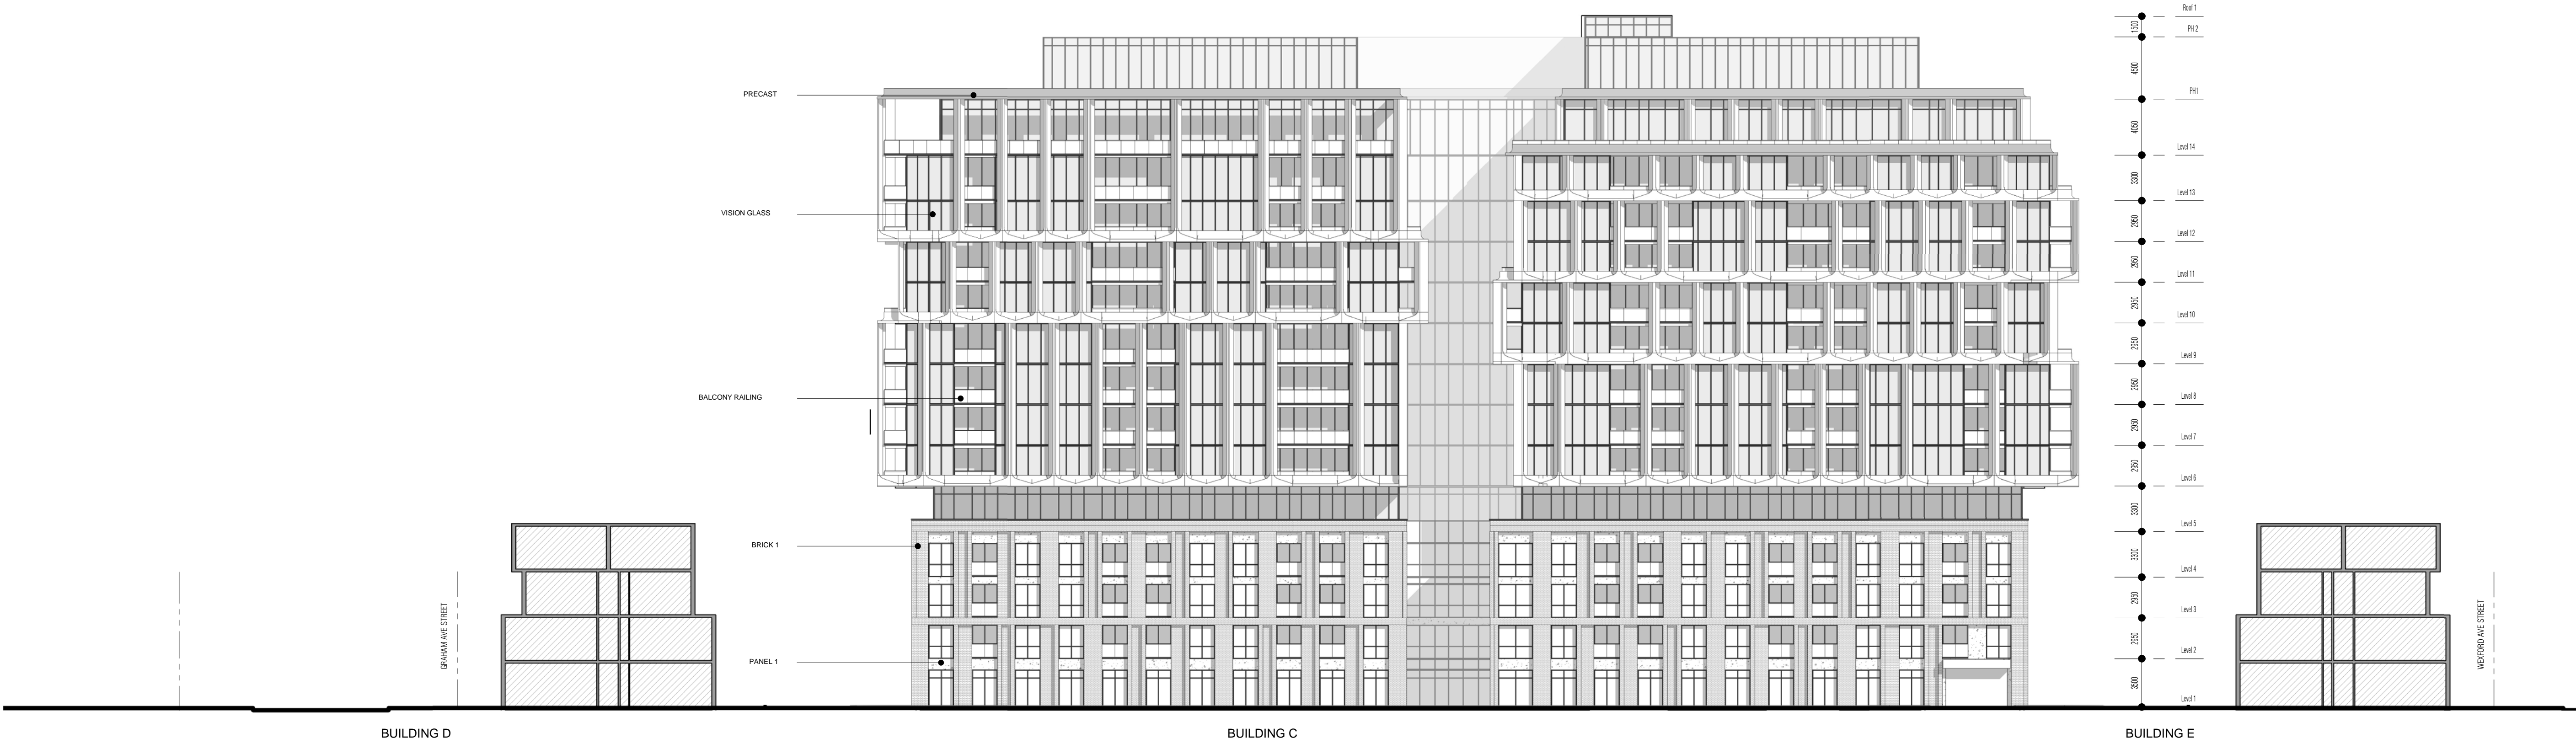 Roof 1
1500
PH 2
4500
PRECAST
PH1
4050
Level 14
3300
Level 13
VISION GLASS
2950
Level 12
2950
Level 11
2950
Level 10
2950
Level 9
2950
BALCONY RAILING
Level 8
2950
Level 7
2950
Level 6
3300
Level 5
BRICK 1
3300
Level 4
2950
Level 3
GRAHAM AVE STREET
2950
WEXFORD AVE STREET
Level 2
PANEL 1
3500
Level 1
BUILDING D
BUILDING C
BUILDING E